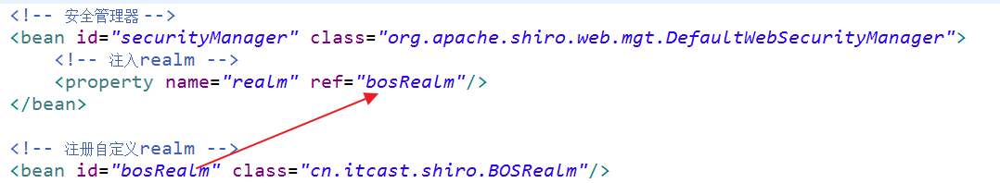 <!-- 安全管理器 -->
<bean id="securityManager" class="org.apache.shiro.web.mgt.DefaultWebSecurityManager">
<!-- 注入realm -->
<property name="realm" ref="bosRealm"/>
</bean>
<!-- 注册自定义realm -->
<bean id="bosRealm" class="cn.itcast.shiro.BOSRealm"/>